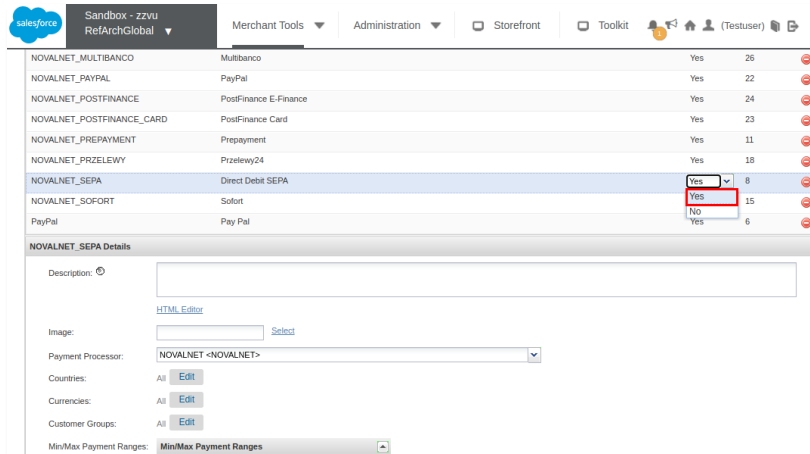 salesforce
Sandbox - zzvu
RefArchGlobal
Merchant Tools
Administration
Storefront
Toolkit
1
(Testuser)
NOVALNET_MULTIBANCO Multibanco Yes 26
NOVALNET_PAYPAL PayPal Yes 22
NOVALNET_POSTFINANCE PostFinance E-Finance Yes 24
NOVALNET_POSTFINANCE_CARD PostFinance Card Yes 23
NOVALNET_PREPAYMENT Prepayment Yes 11
NOVALNET_PRZELEWY Przelewy24 Yes 18
NOVALNET_SEPA Direct Debit SEPA Yes 8
Yes
No
NOVALNET_SOFORT Sofort 15
PayPal Pay Pal Yes 6
NOVALNET_SEPA Details
Description:
HTML Editor
Image: Select
Payment Processor: NOVALNET <NOVALNET>
Countries: All Edit
Currencies: All Edit
Customer Groups: All Edit
Min/Max Payment Ranges: Min/Max Payment Ranges